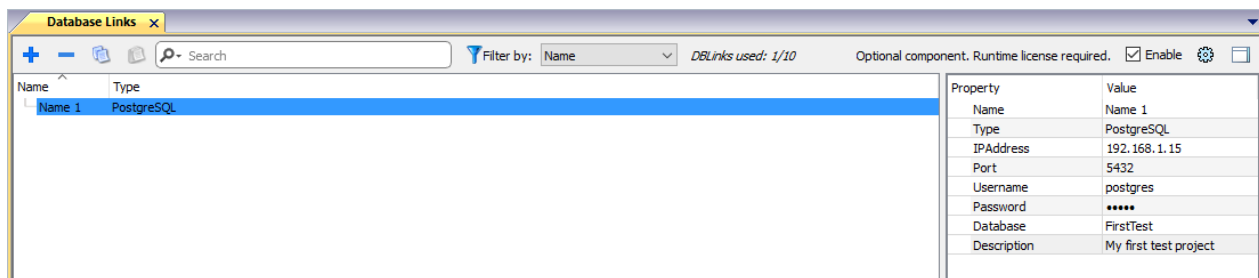 Database Links
Search Filter by: Name DBLinks used: 1/10 Optional component. Runtime license required. Enable
Name Type
Name 1 PostgreSQL
Property Value
Name Name 1
Type PostgreSQL
IPAddress 192.168.1.15
Port 5432
Username postgres
Password •••••
Database FirstTest
Description My first test project